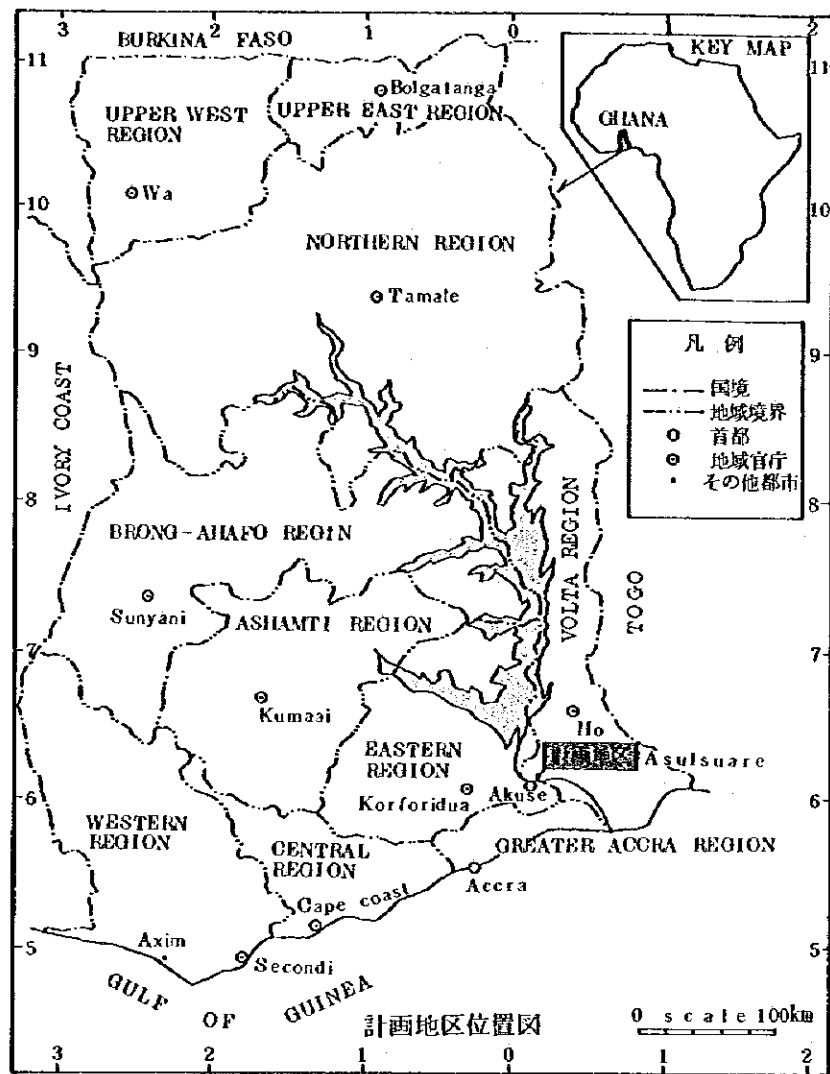 3 2 1 0 1 2
BURKINA FASO
KEY MAP
11
11
Bolgatanga
UPPER WEST
REGION
UPPER EAST REGION
GHANA
Wa
10
10
NORTHERN REGION
Tamale
凡 例
9
9
国境
地域境界
首都
地域官庁
その他都市
IVORY COAST
8
8
BRONG-AHAFO REGIN
VOLTA REGION
TOGO
Sunyani
ASHAMTI REGION
7
7
Kumasi
Ho
EASTERN
REGION
Asulsuare
Akuse
Korforidua
6
6
WESTERN
REGION
CENTRAL
REGION
GREATER ACCRA REGION
Accra
Cape coast
Axim
5
5
Secondi
GULF OF GUINEA
計画地区位置図
0 scale 100km
3 2 1 0 1 2